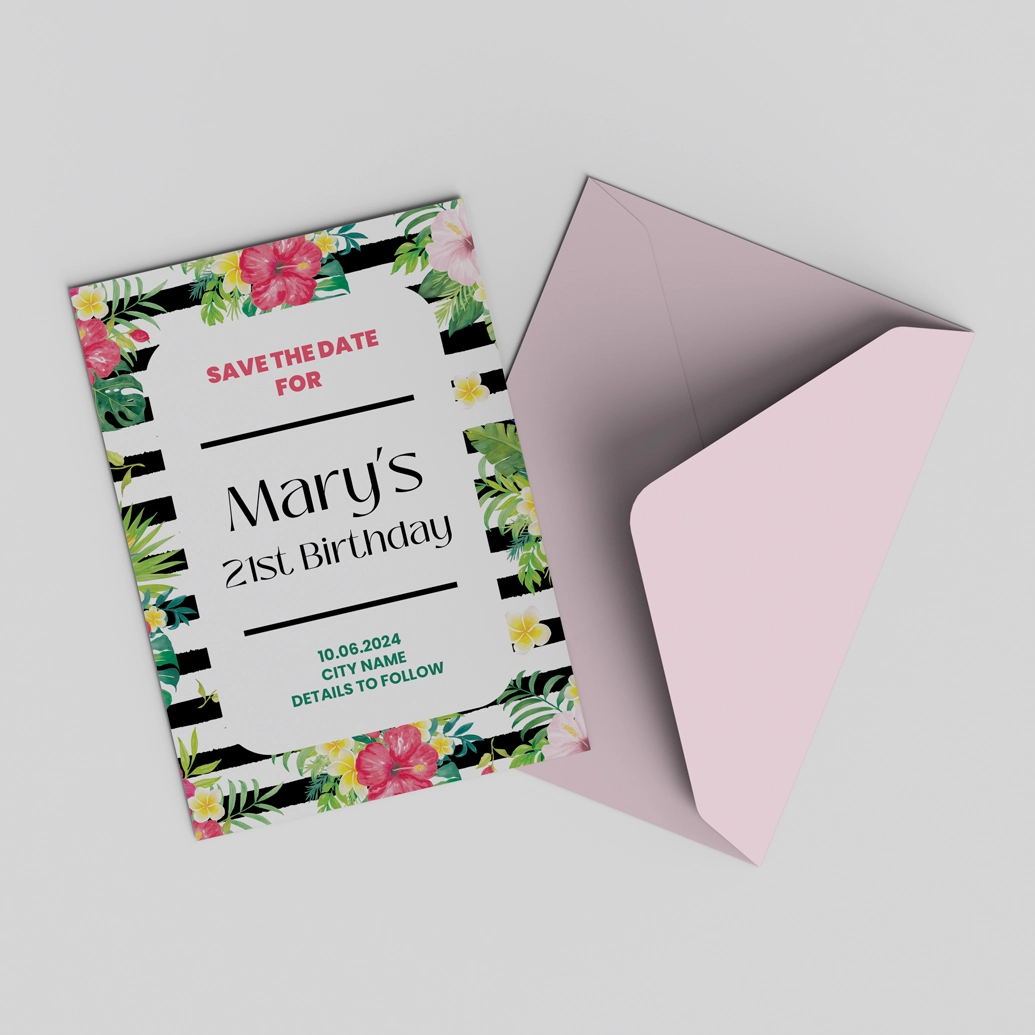 SAVE THE DATE
FOR
Mary's
21st Birthday
10.06.2024
CITY NAME
DETAILS TO FOLLOW